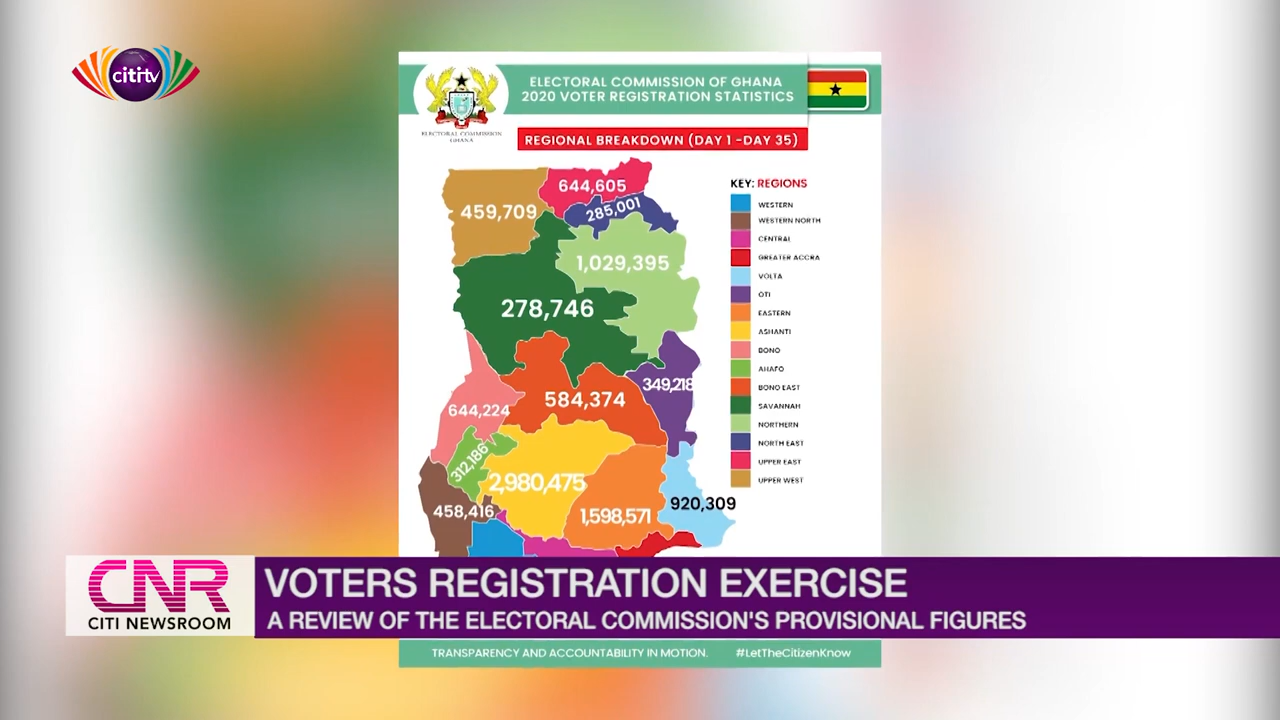 citi tv
ELECTORAL COMMISSION OF GHANA
2020 VOTER REGISTRATION STATISTICS
ELECTORAL COMMISSION
GHANA
REGIONAL BREAKDOWN (DAY 1 -DAY 35)
644,605
459,709
285,001
1,029,395
278,746
349,218
584,374
644,224
312,186
2,980,475
920,309
458,416
1,598,571
KEY: REGIONS
WESTERN
WESTERN NORTH
CENTRAL
GREATER ACCRA
VOLTA
OTI
EASTERN
ASHANTI
BONO
AHAFO
BONO EAST
SAVANNAH
NORTHERN
NORTH EAST
UPPER EAST
UPPER WEST
CNR
CITI NEWSROOM
VOTERS REGISTRATION EXERCISE
A REVIEW OF THE ELECTORAL COMMISSION'S PROVISIONAL FIGURES
TRANSPARENCY AND ACCOUNTABILITY IN MOTION. #LetTheCitizenKnow